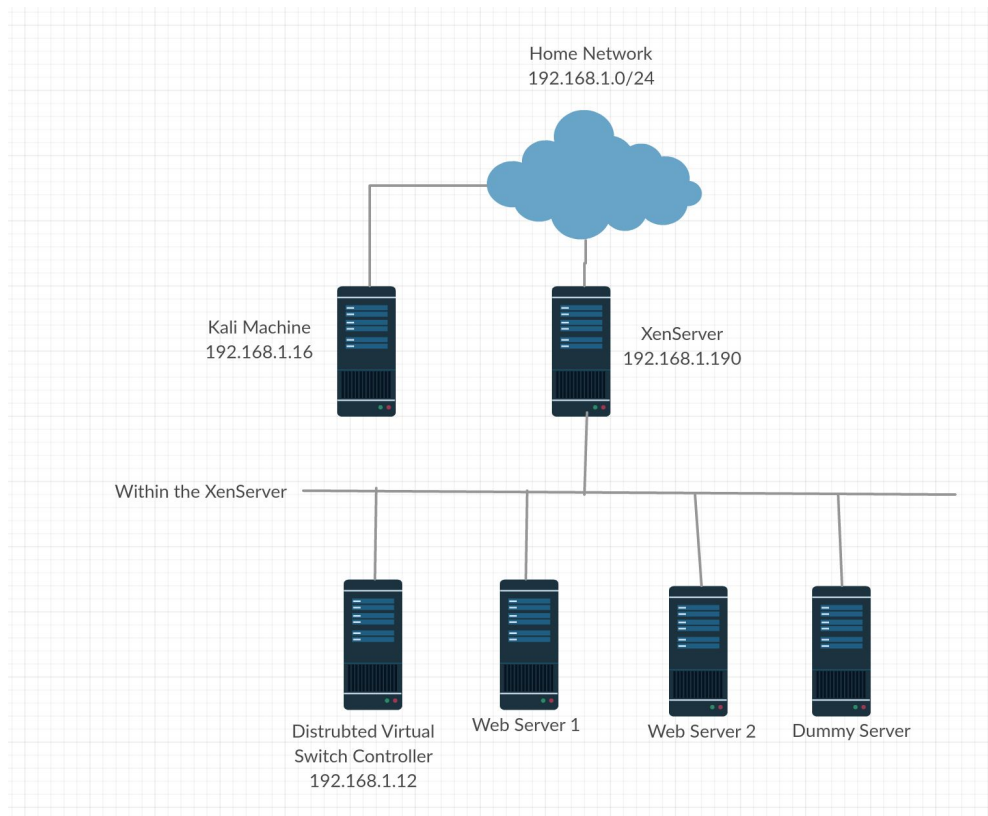 Home Network
192.168.1.0/24
Kali Machine
192.168.1.16
XenServer
192.168.1.190
Within the XenServer
Distrubted Virtual
Switch Controller
192.168.1.12
Web Server 1
Web Server 2
Dummy Server